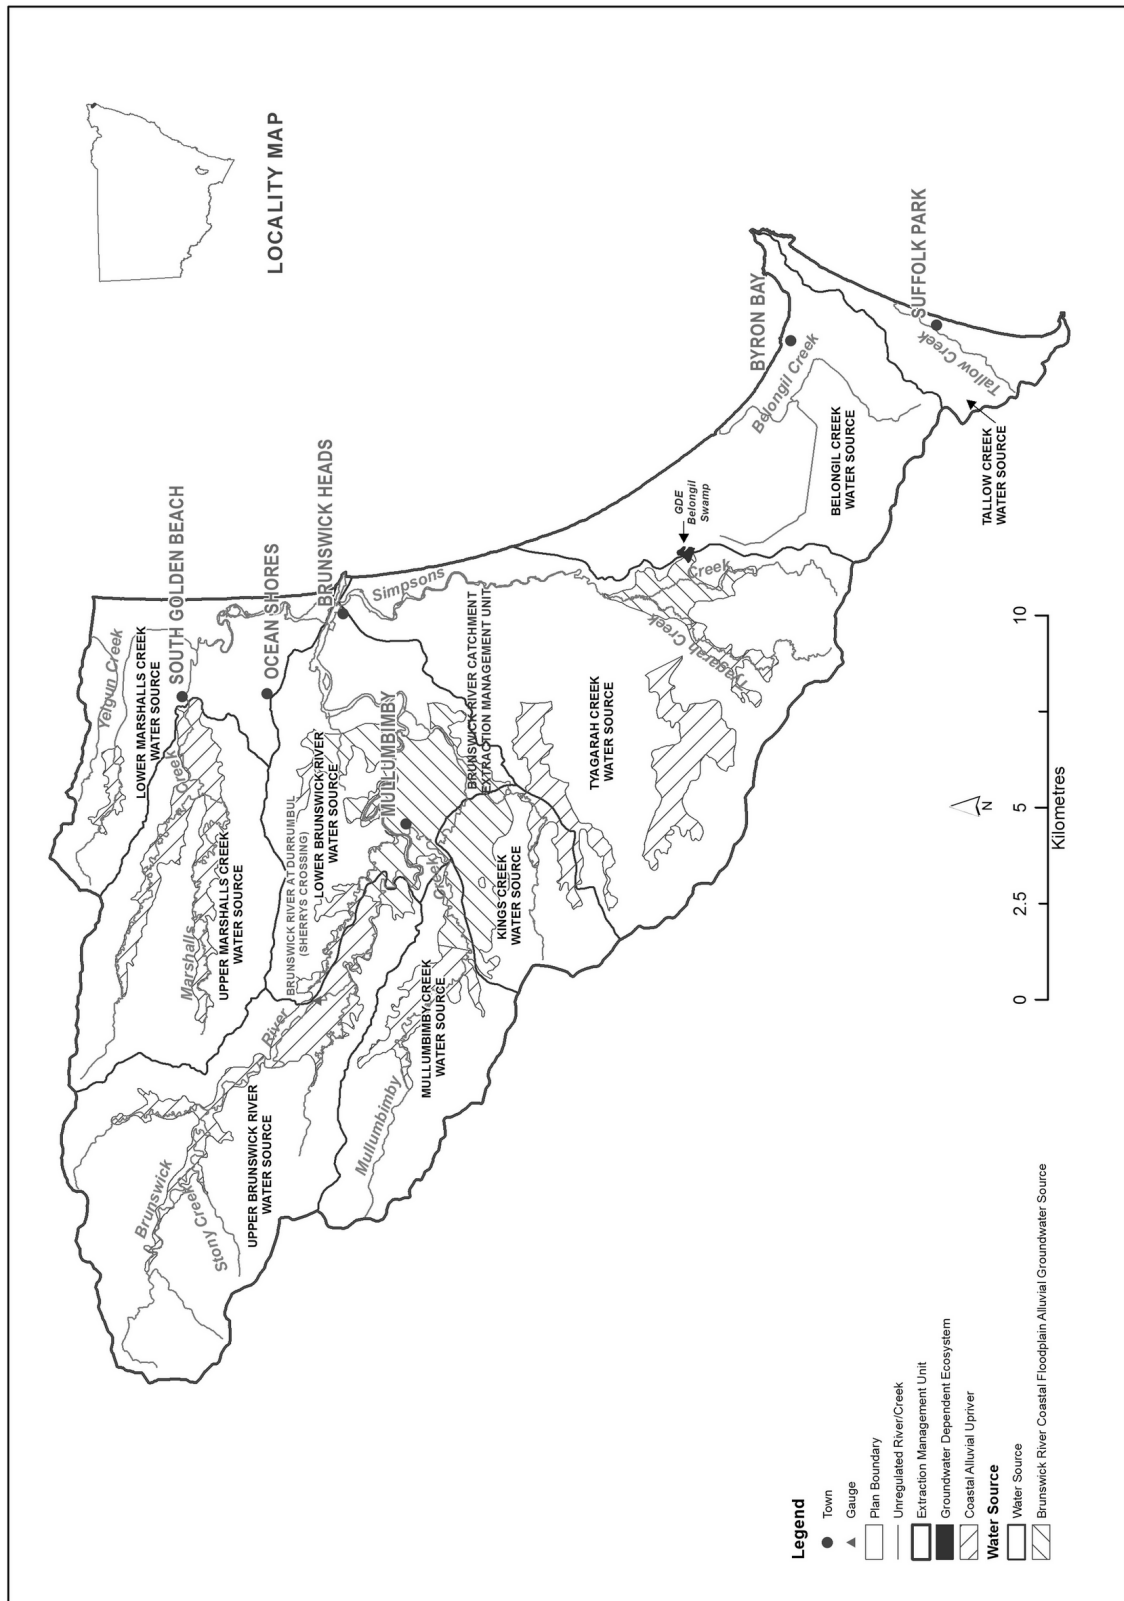 LOCALITY MAP
Yelgun Creek
LOWER MARSHALLS CREEK
WATER SOURCE
SOUTH GOLDEN BEACH
Marshalls
Creek
UPPER MARSHALLS CREEK
WATER SOURCE
OCEAN SHORES
BRUNSWICK HEADS
Brunswick
River
Stony Creek
UPPER BRUNSWICK RIVER
WATER SOURCE
BRUNSWICK RIVER AT DURRUMBUL
(SHERRYS CROSSING)
LOWER BRUNSWICK RIVER
WATER SOURCE
MULLUMBIMBY
Simpsons
Creek
Mullumbimby
Creek
MULLUMBIMBY CREEK
WATER SOURCE
BRUNSWICK RIVER CATCHMENT
EXTRACTION MANAGEMENT UNIT
KINGS CREEK
WATER SOURCE
TYAGARAH CREEK
WATER SOURCE
Tyagarah Creek
GDE
Belongil
Swamp
BYRON BAY
Belongil Creek
BELONGIL CREEK
WATER SOURCE
SUFFOLK PARK
Tallow Creek
TALLOW CREEK
WATER SOURCE
N
0
2.5
5
10
Kilometres
Legend
Town
Gauge
Plan Boundary
Unregulated River/Creek
Extraction Management Unit
Groundwater Dependent Ecosystem
Coastal Alluvial Upriver
Water Source
Water Source
Brunswick River Coastal Floodplain Alluvial Groundwater Source